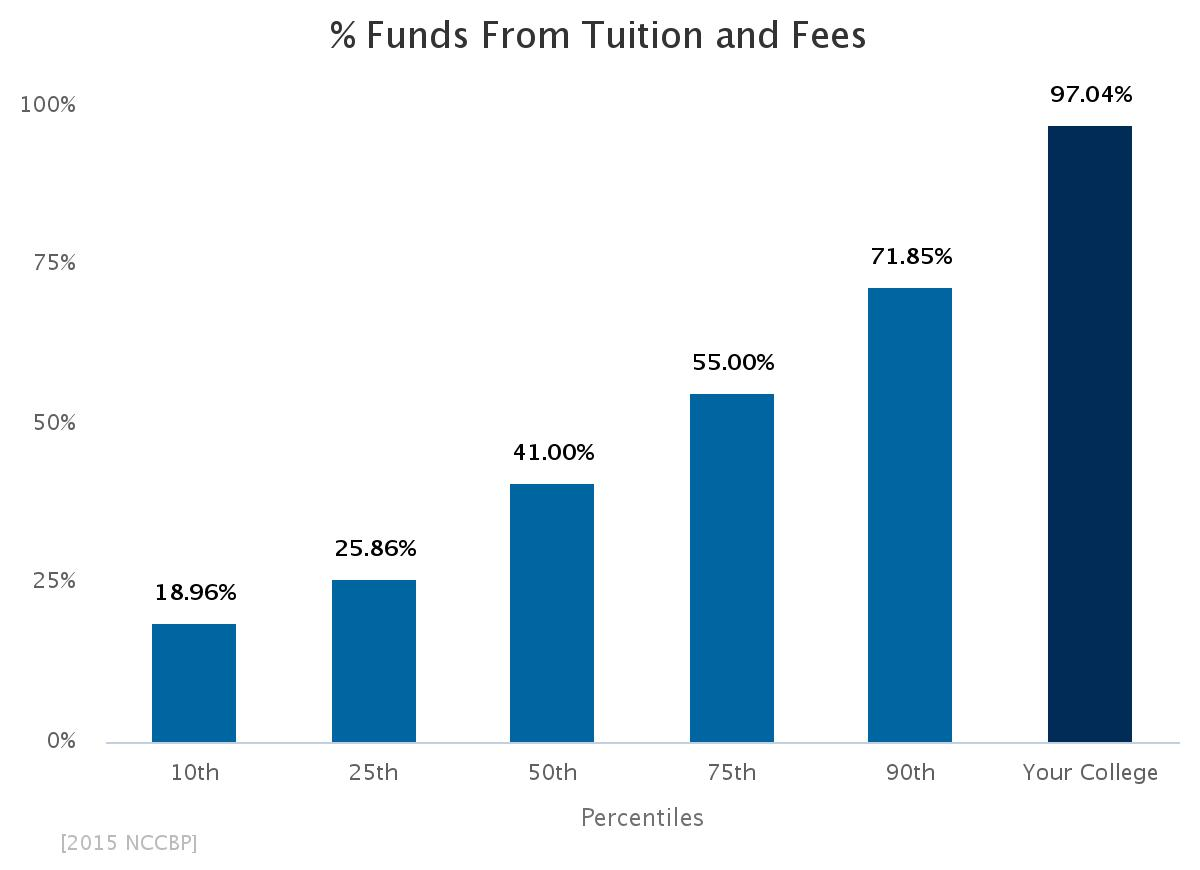 % Funds From Tuition and Fees
100%
75%
50%
25%
0%
18.96%
25.86%
41.00%
55.00%
71.85%
97.04%
10th 25th 50th 75th 90th Your College
Percentiles
[2015 NCCBP]